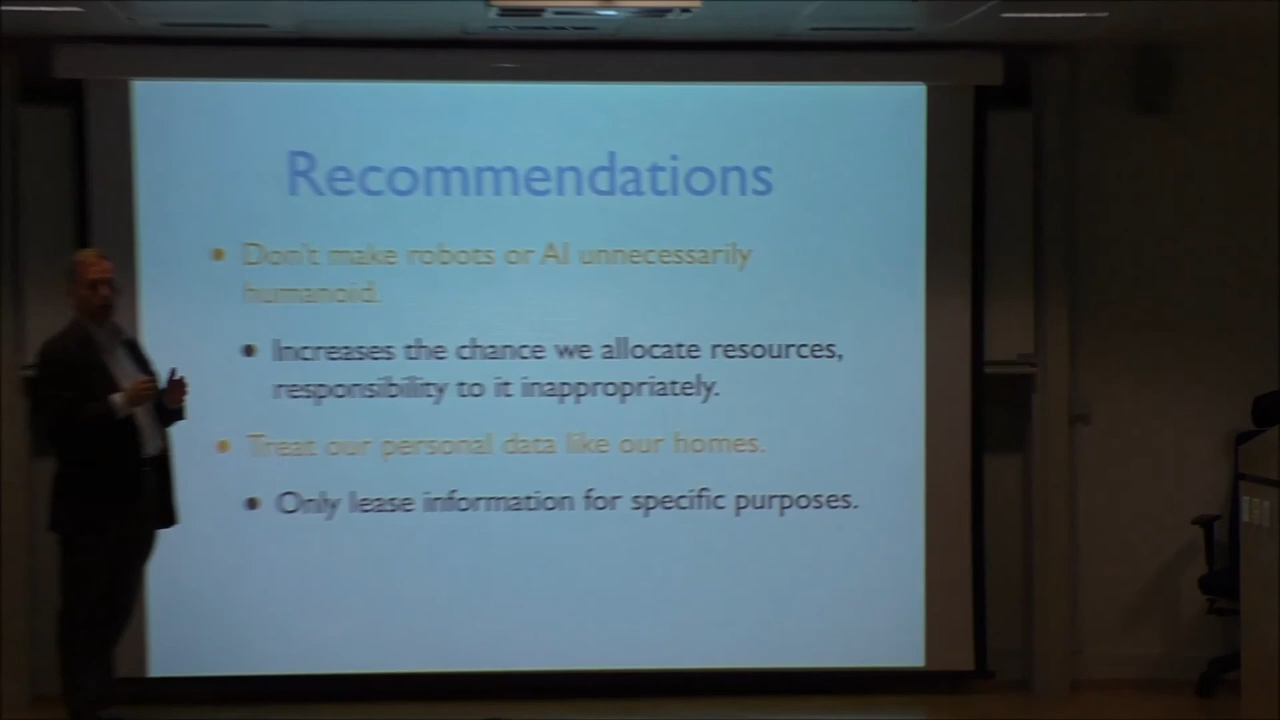 Recommendations
• Don't make robots or AI unnecessarily
humanoid.
• Increases the chance we allocate resources,
responsibility to it inappropriately.
• Treat our personal data like our homes.
• Only lease information for specific purposes.